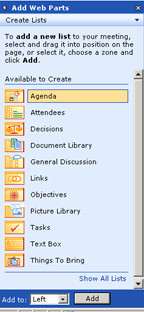 Add Web Parts
Create Lists
To add a new list to your meeting,
select and drag it into position on
the page, or select it, choose a zone
and click Add.
Available to Create
Agenda
Attendees
Decisions
Document Library
General Discussion
Links
Objectives
Picture Library
Tasks
Text Box
Things To Bring
Show All Lists
Add to: Left Add